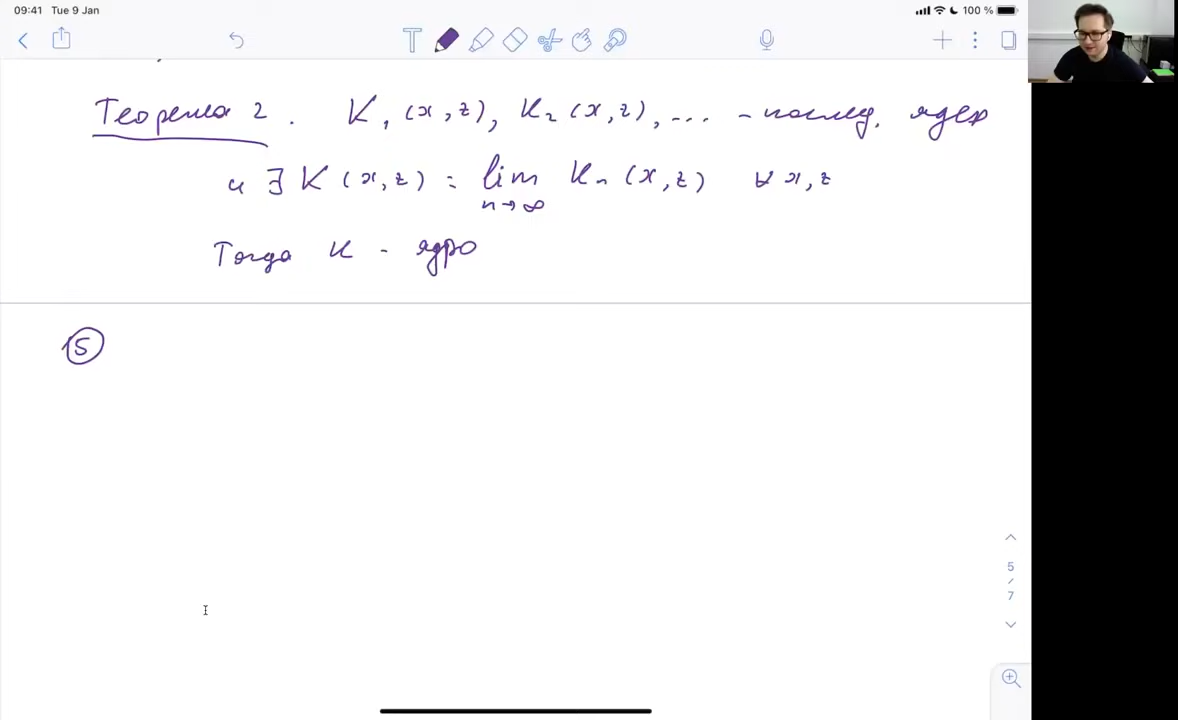 09:41 Tue 9 Jan
100 %
Теорема 2. K₁(x,z), K₂(x,z), ... - послед. ядер
и ∃ K(x,z) = lim Kₙ(x,z) ∀ x,z
n→∞
Тогда K - ядро
5
5
/
7